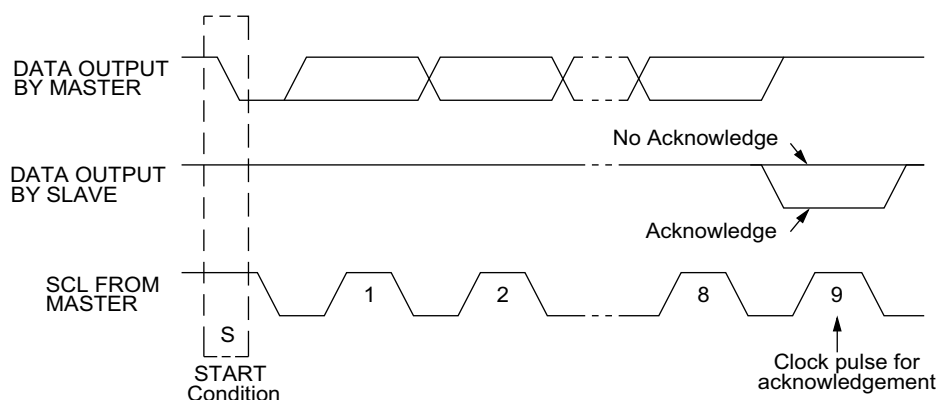 DATA OUTPUT
BY MASTER
No Acknowledge
DATA OUTPUT
BY SLAVE
Acknowledge
SCL FROM
MASTER
1
2
8
9
S
START
Condition
Clock pulse for
acknowledgement